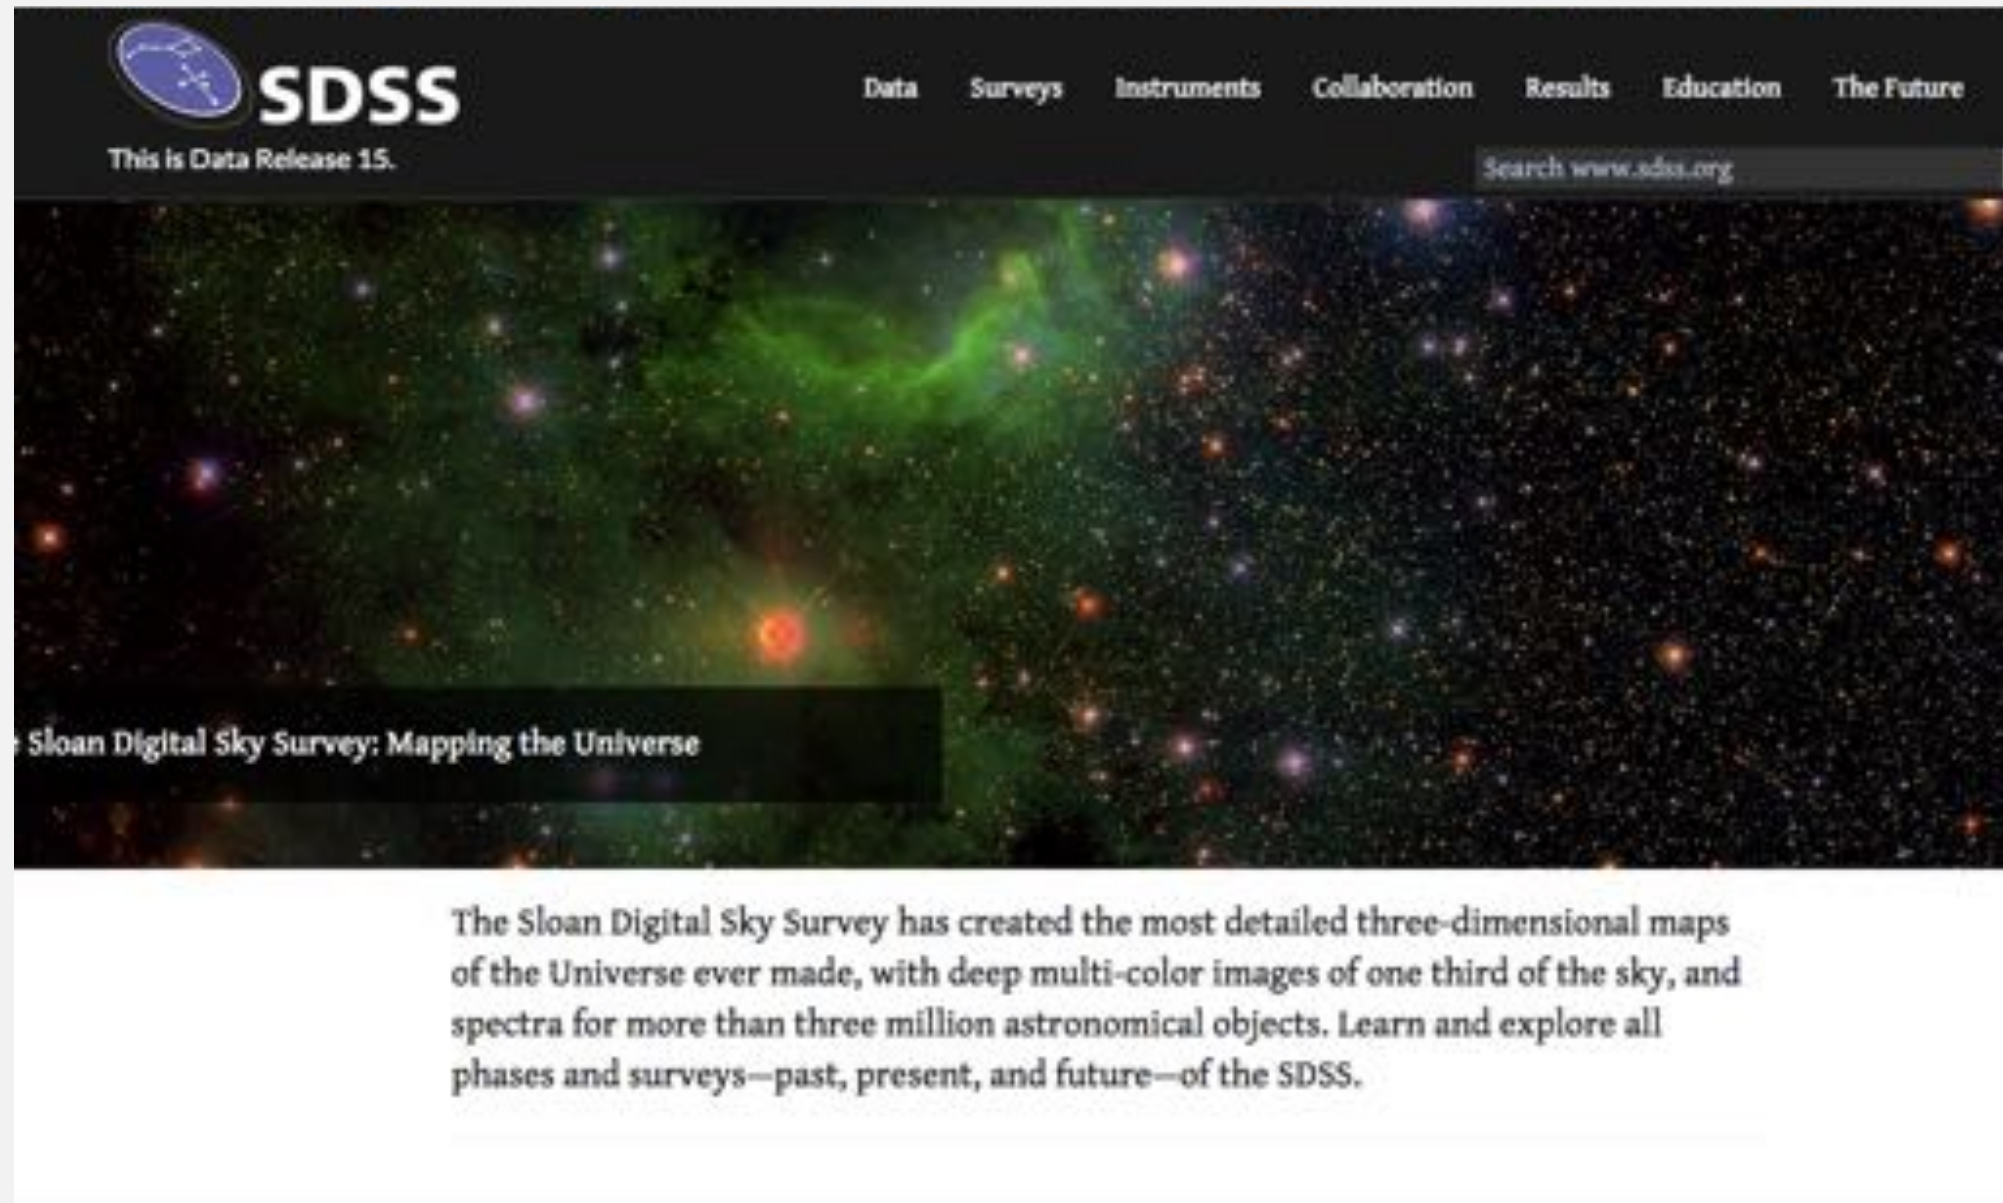 SDSS
This is Data Release 15.
Data Surveys Instruments Collaboration Results Education The Future
Search www.sdss.org
Sloan Digital Sky Survey: Mapping the Universe
The Sloan Digital Sky Survey has created the most detailed three-dimensional maps
of the Universe ever made, with deep multi-color images of one third of the sky, and
spectra for more than three million astronomical objects. Learn and explore all
phases and surveys—past, present, and future—of the SDSS.